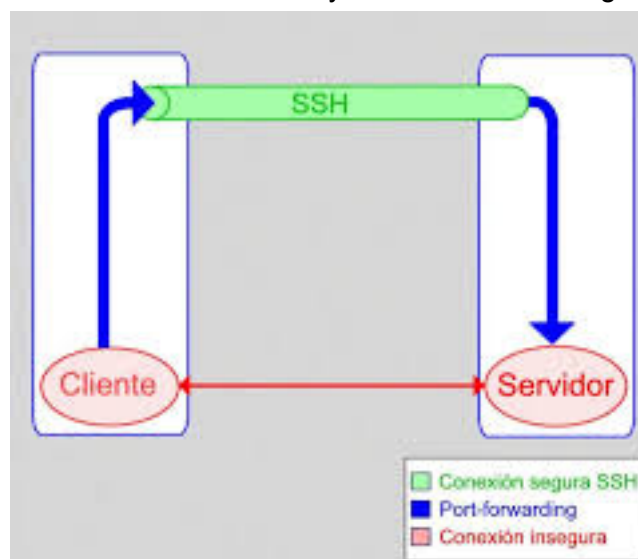 SSH
Cliente
Servidor
Conexión segura SSH
Port-forwarding
Conexión insegura